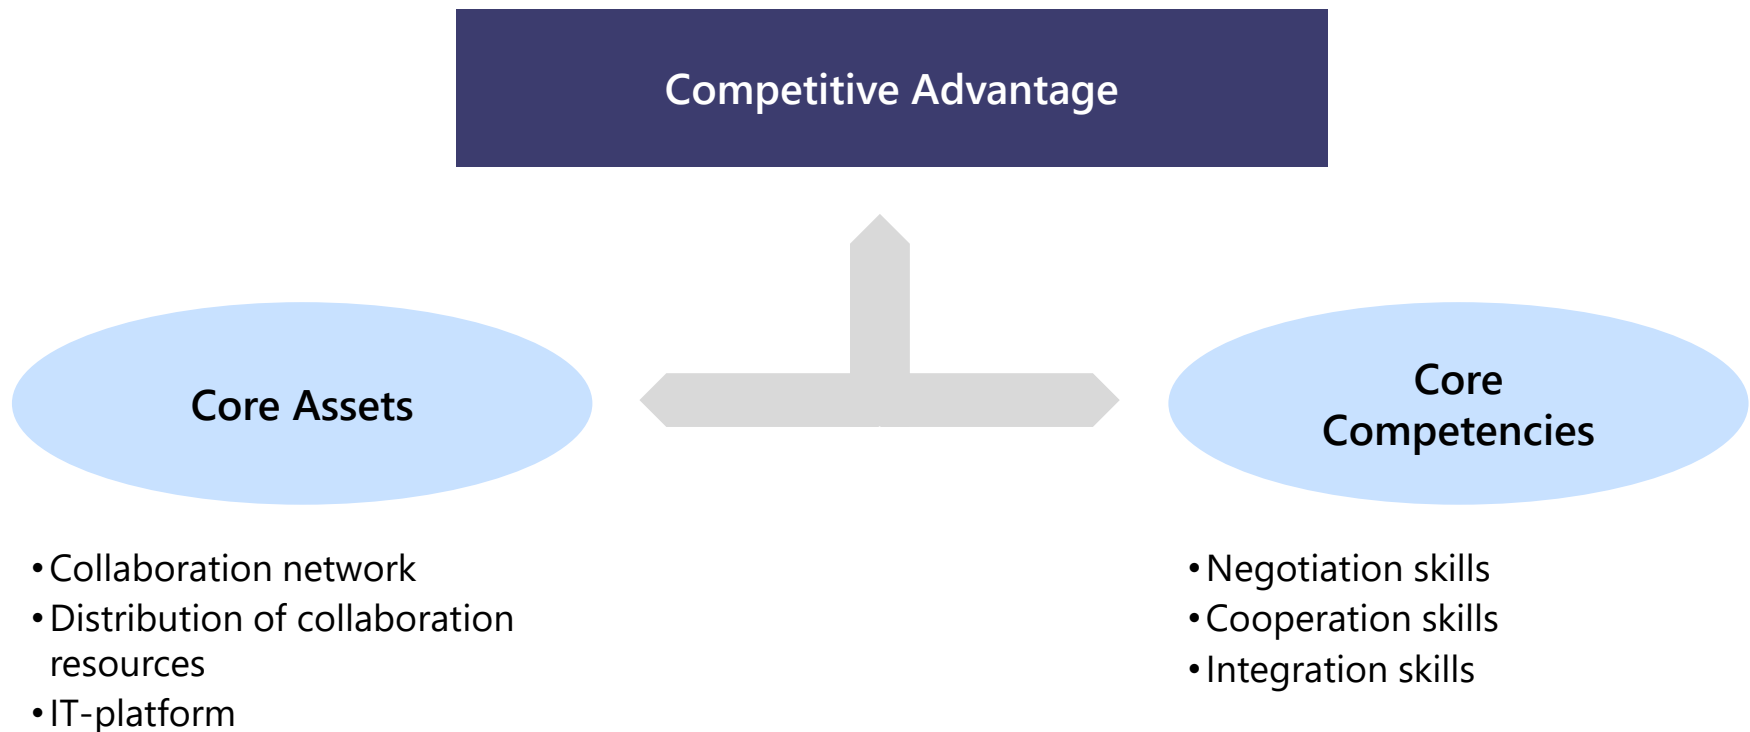 Competitive Advantage
Core Assets
Core
Competencies
• Collaboration network
• Distribution of collaboration
resources
• IT-platform
• Negotiation skills
• Cooperation skills
• Integration skills